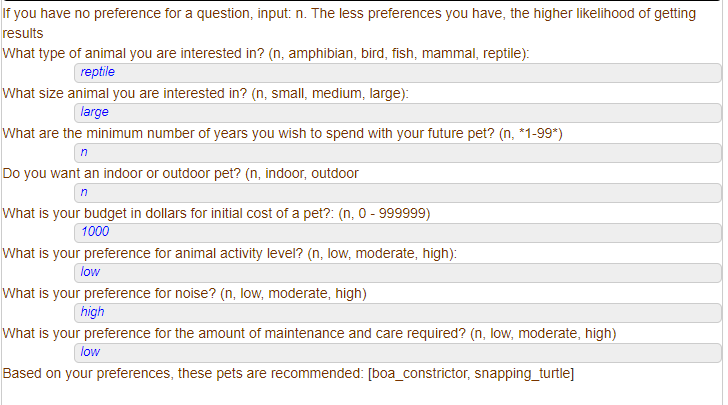 If you have no preference for a question, input: n. The less preferences you have, the higher likelihood of getting
results
What type of animal you are interested in? (n, amphibian, bird, fish, mammal, reptile):
reptile
What size animal you are interested in? (n, small, medium, large):
large
What are the minimum number of years you wish to spend with your future pet? (n, *1-99*)
n
Do you want an indoor or outdoor pet? (n, indoor, outdoor
n
What is your budget in dollars for initial cost of a pet?: (n, 0 - 999999)
1000
What is your preference for animal activity level? (n, low, moderate, high):
low
What is your preference for noise? (n, low, moderate, high)
high
What is your preference for the amount of maintenance and care required? (n, low, moderate, high)
low
Based on your preferences, these pets are recommended: [boa_constrictor, snapping_turtle]